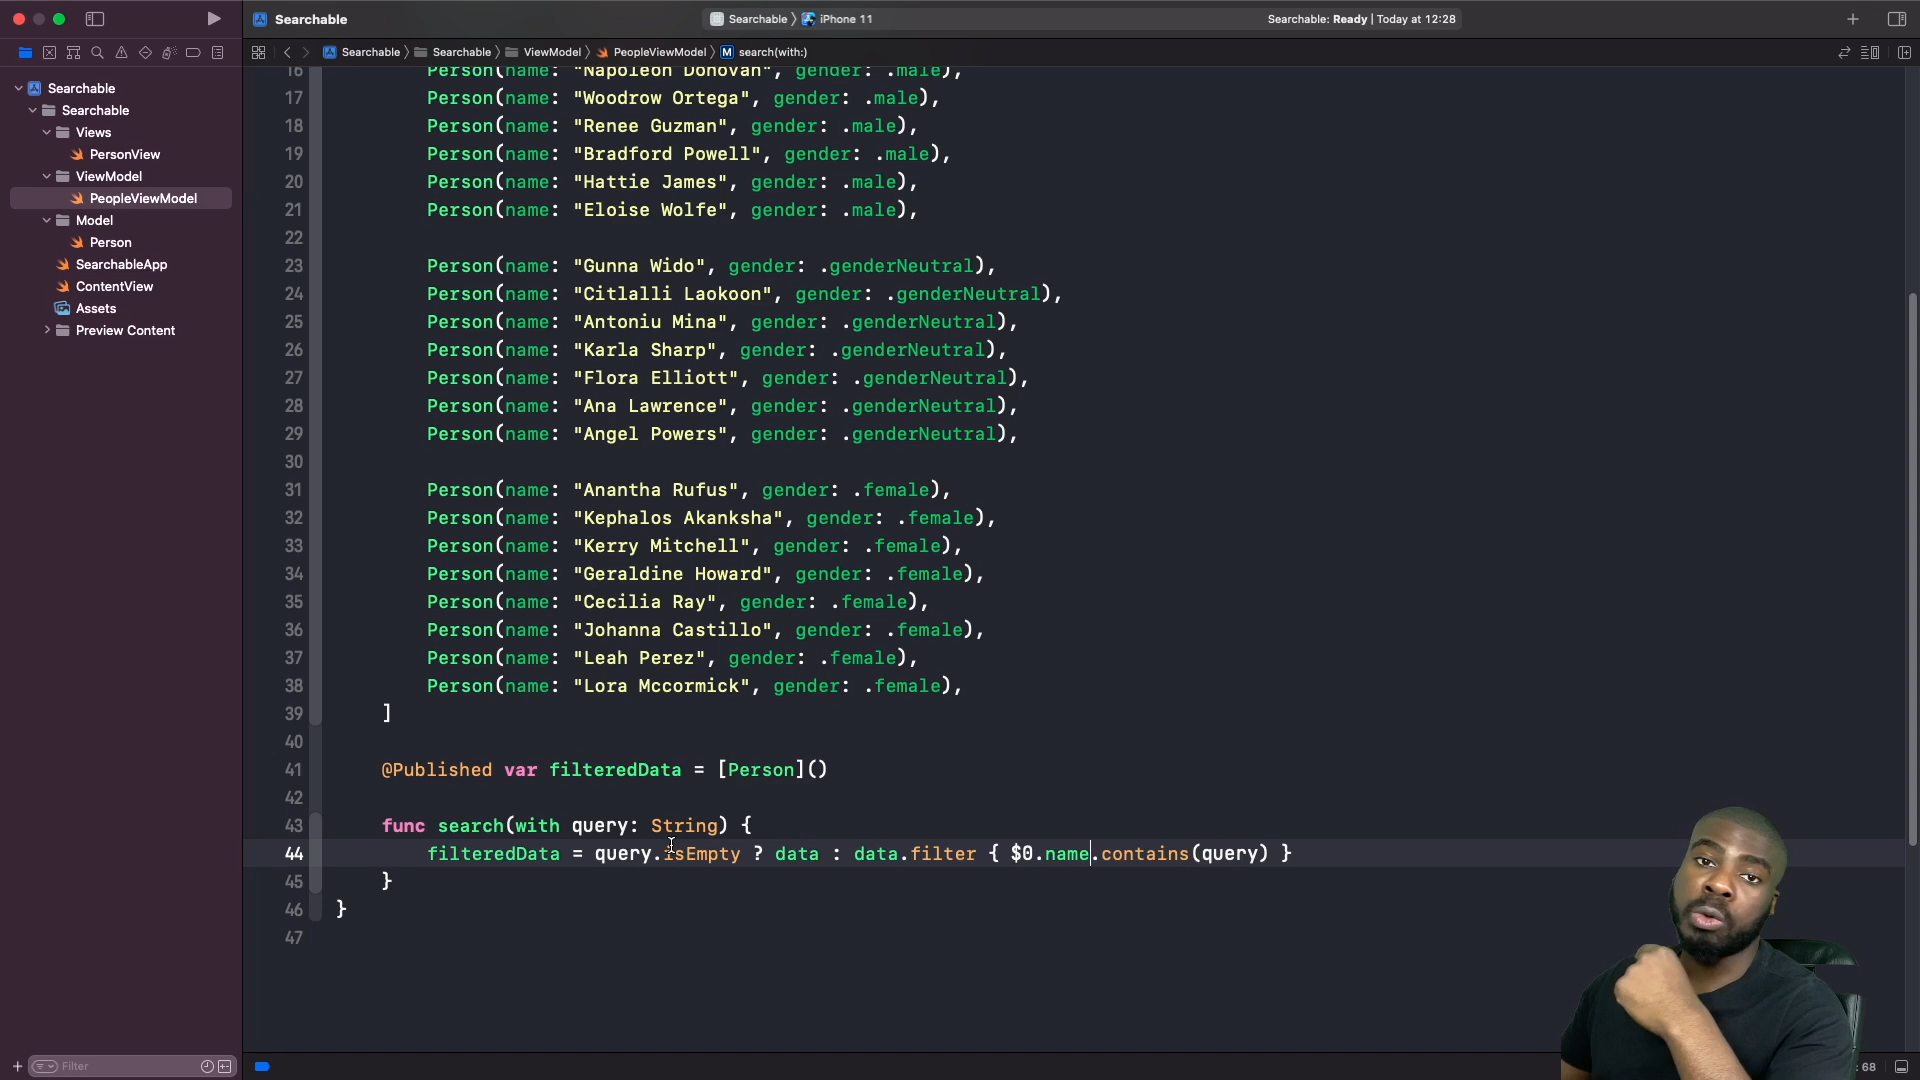 Searchable
Searchable 〉 iPhone 11
Searchable: Ready | Today at 12:28
Searchable 〉 Searchable 〉 ViewModel 〉 PeopleViewModel 〉 M search(with:)
Searchable
Searchable
Views
PersonView
ViewModel
PeopleViewModel
Model
Person
SearchableApp
ContentView
Assets
Preview Content
Filter
16 Person(name: "Napoleon Donovan", gender: .male),
17 Person(name: "Woodrow Ortega", gender: .male),
18 Person(name: "Renee Guzman", gender: .male),
19 Person(name: "Bradford Powell", gender: .male),
20 Person(name: "Hattie James", gender: .male),
21 Person(name: "Eloise Wolfe", gender: .male),
22
23 Person(name: "Gunna Wido", gender: .genderNeutral),
24 Person(name: "Citlalli Laokoon", gender: .genderNeutral),
25 Person(name: "Antoniu Mina", gender: .genderNeutral),
26 Person(name: "Karla Sharp", gender: .genderNeutral),
27 Person(name: "Flora Elliott", gender: .genderNeutral),
28 Person(name: "Ana Lawrence", gender: .genderNeutral),
29 Person(name: "Angel Powers", gender: .genderNeutral),
30
31 Person(name: "Anantha Rufus", gender: .female),
32 Person(name: "Kephalos Akanksha", gender: .female),
33 Person(name: "Kerry Mitchell", gender: .female),
34 Person(name: "Geraldine Howard", gender: .female),
35 Person(name: "Cecilia Ray", gender: .female),
36 Person(name: "Johanna Castillo", gender: .female),
37 Person(name: "Leah Perez", gender: .female),
38 Person(name: "Lora Mccormick", gender: .female),
39 ]
40
41 @Published var filteredData = [Person]()
42
43 func search(with query: String) {
44 filteredData = query.isEmpty ? data : data.filter { $0.name.contains(query) }
45 }
46 }
47
: 68